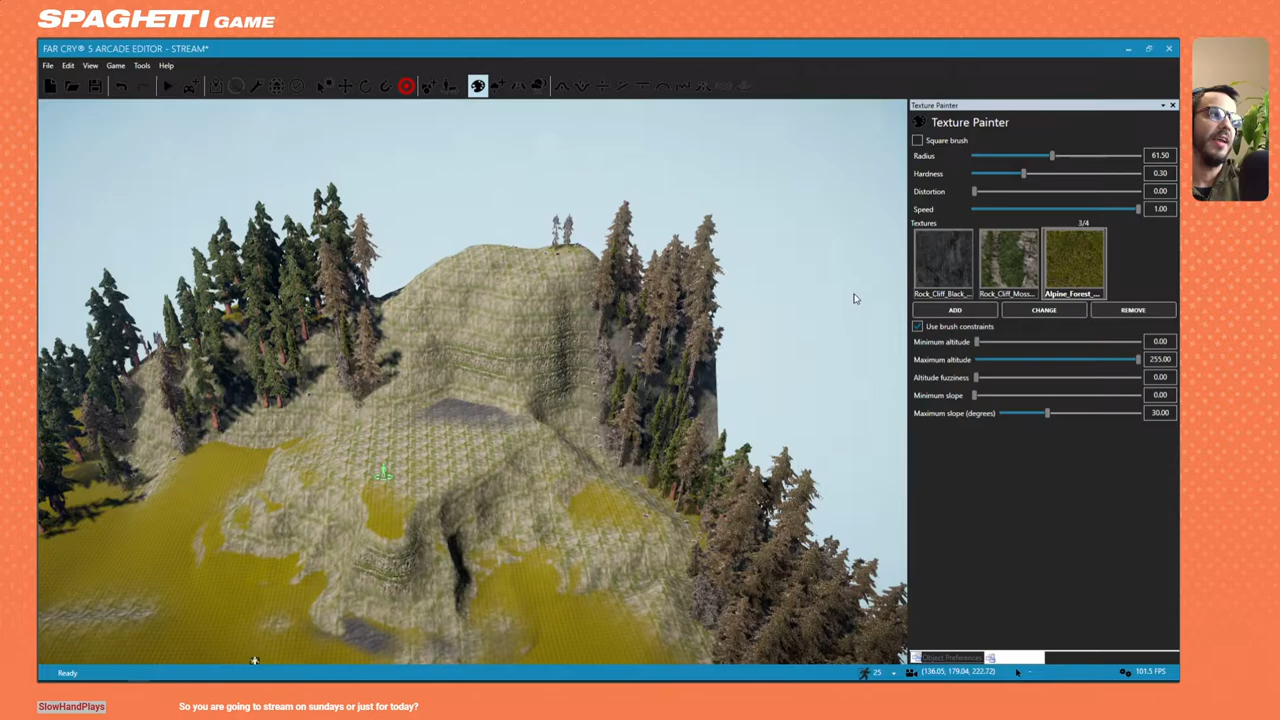 SPAGHETTI GAME
FAR CRY® 5 ARCADE EDITOR - STREAM*
File Edit View Game Tools Help
Texture Painter
Texture Painter
Square brush
Radius 61.50
Hardness 0.30
Distortion 0.00
Speed 1.00
Textures 3/4
Rock_Cliff_Black_... Rock_Cliff_Moss... Alpine_Forest_...
ADD CHANGE REMOVE
Use brush constraints
Minimum altitude 0.00
Maximum altitude 255.00
Altitude fuzziness 0.00
Minimum slope 0.00
Maximum slope (degrees) 30.00
Object Preferences
Ready 25 (136.05, 179.04, 222.72) 101.5 FPS
SlowHandPlays So you are going to stream on sundays or just for today?